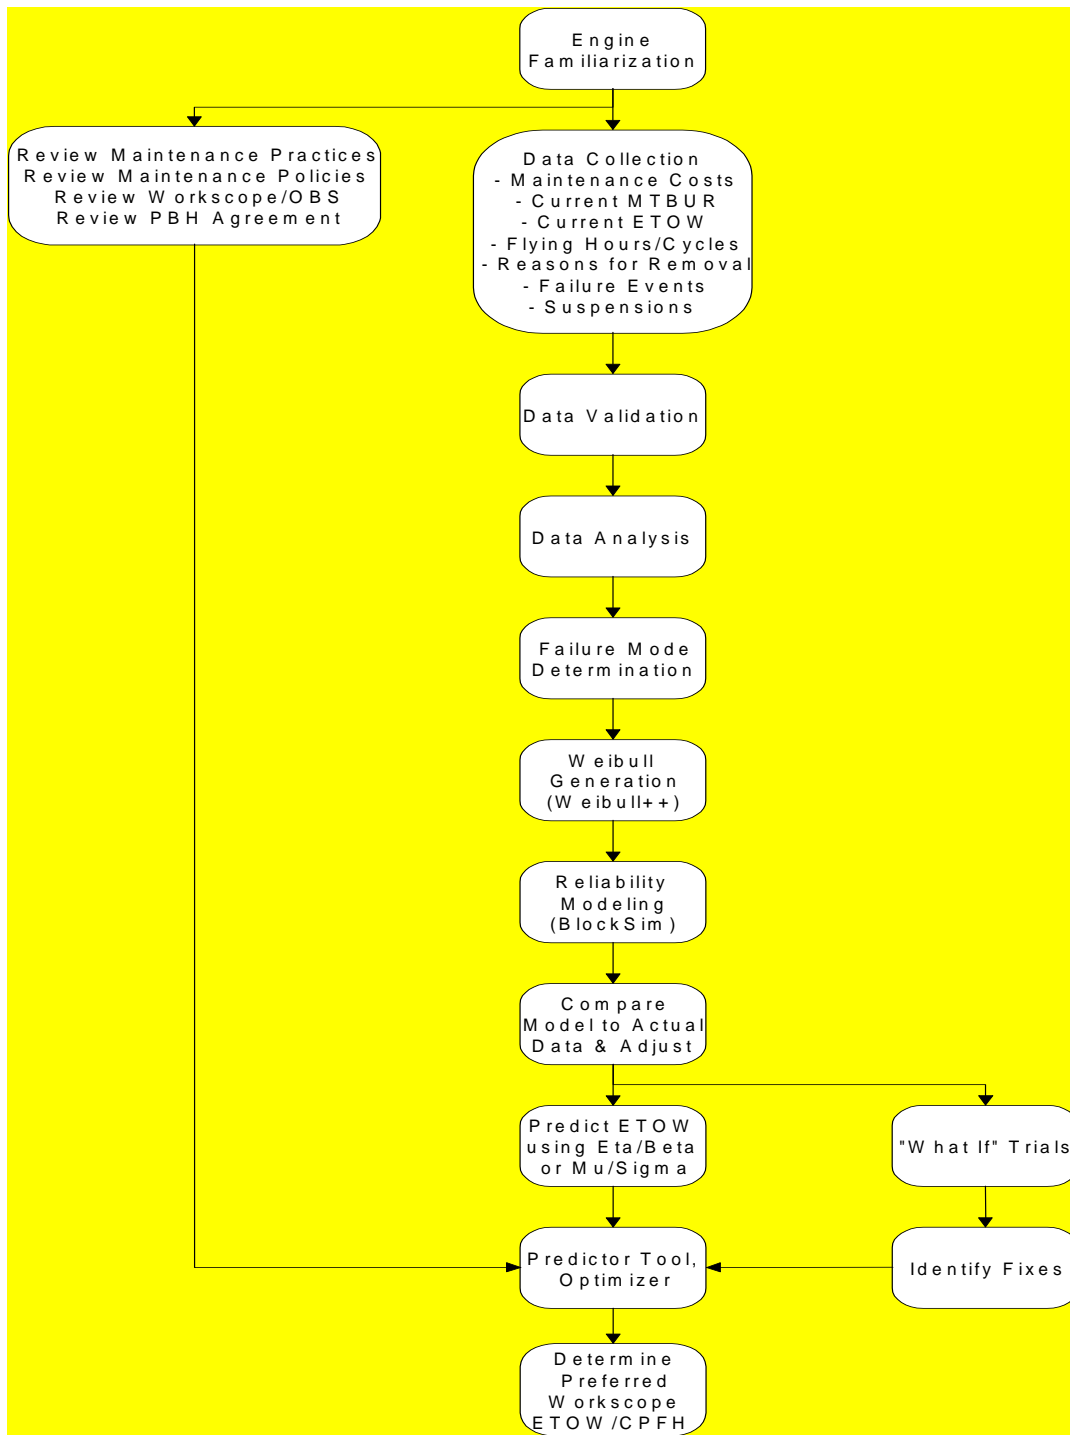 Engine
Familiarization
Review Maintenance Practices
Review Maintenance Policies
Review Workscope/OBS
Review PBH Agreement
Data Collection
- Maintenance Costs
- Current MTBUR
- Current ETOW
- Flying Hours/Cycles
- Reasons for Removal
- Failure Events
- Suspensions
Data Validation
Data Analysis
Failure Mode
Determination
Weibull
Generation
(Weibull++)
Reliability
Modeling
(BlockSim)
Compare
Model to Actual
Data & Adjust
Predict ETOW
using Eta/Beta
or Mu/Sigma
"What If" Trials
Predictor Tool,
Optimizer
Identify Fixes
Determine
Preferred
Workscope
ETOW/CPFH